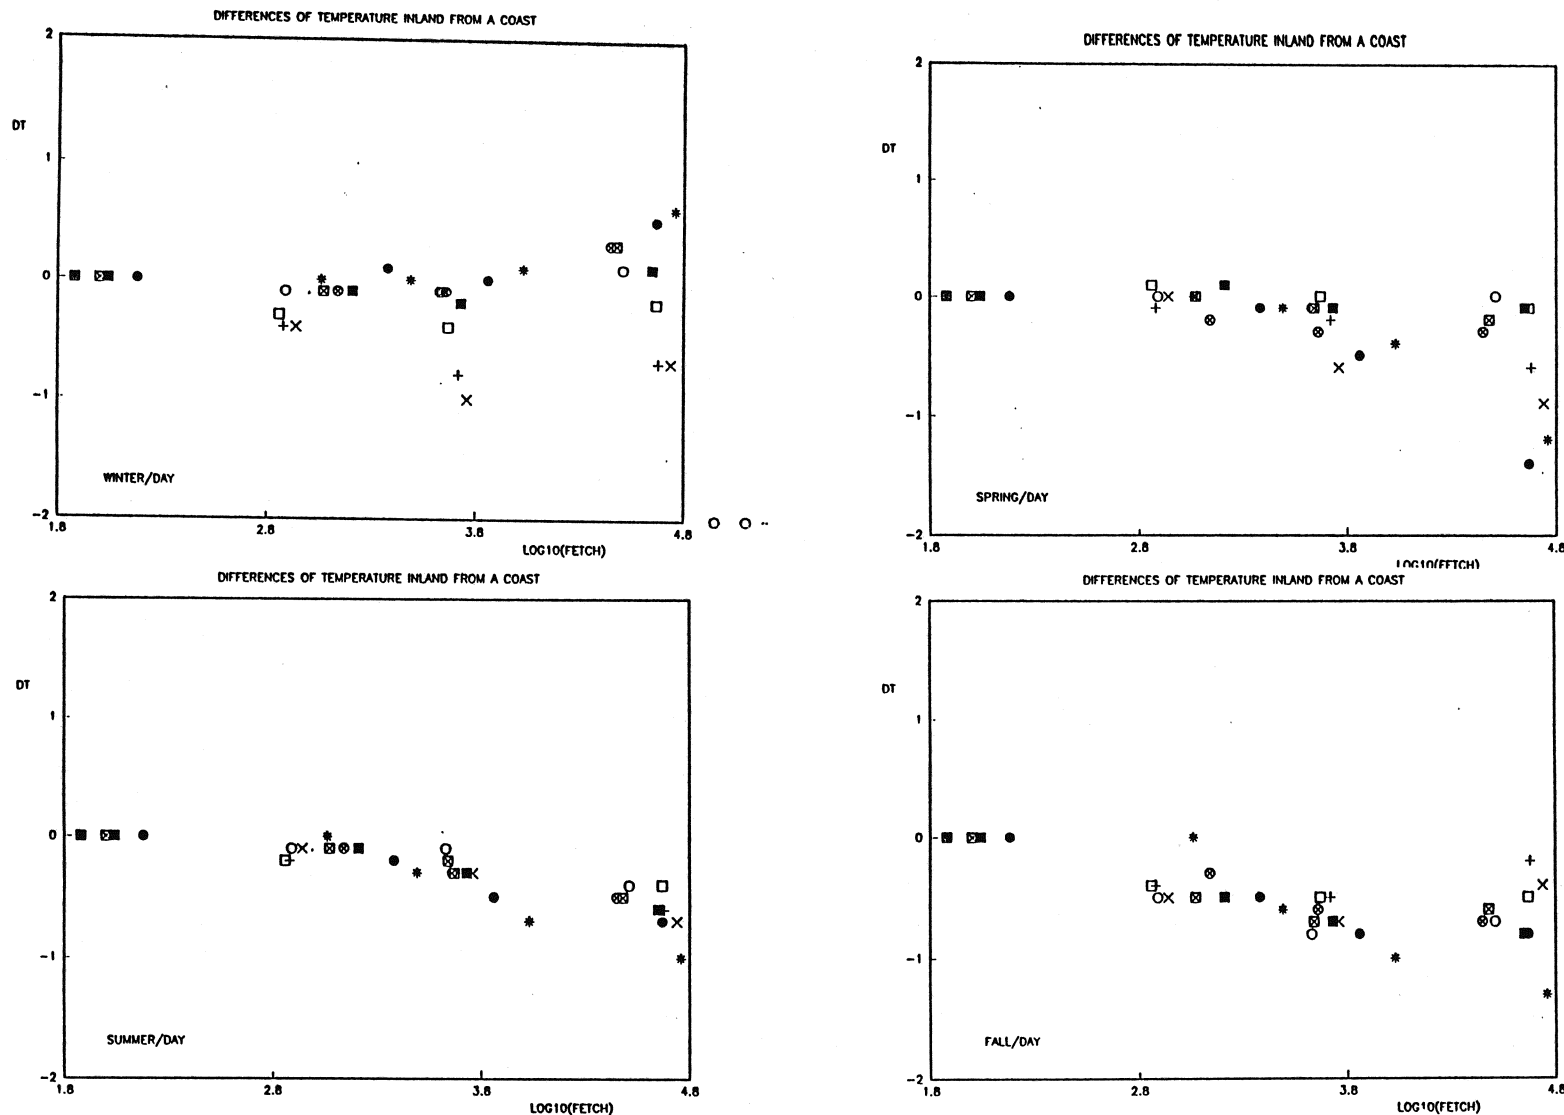 DIFFERENCES OF TEMPERATURE INLAND FROM A COAST
2
DT
1
0
-1
WINTER/DAY
-2
1.8
2.8
3.8
4.8
LOG10(FETCH)
DIFFERENCES OF TEMPERATURE INLAND FROM A COAST
2
DT
1
0
-1
SPRING/DAY
-2
1.8
2.8
3.8
4.8
LOG10(FETCH)
DIFFERENCES OF TEMPERATURE INLAND FROM A COAST
2
DT
1
0
-1
SUMMER/DAY
-2
1.8
2.8
3.8
4.8
LOG10(FETCH)
DIFFERENCES OF TEMPERATURE INLAND FROM A COAST
2
DT
1
0
-1
FALL/DAY
-2
1.8
2.8
3.8
4.8
LOG10(FETCH)